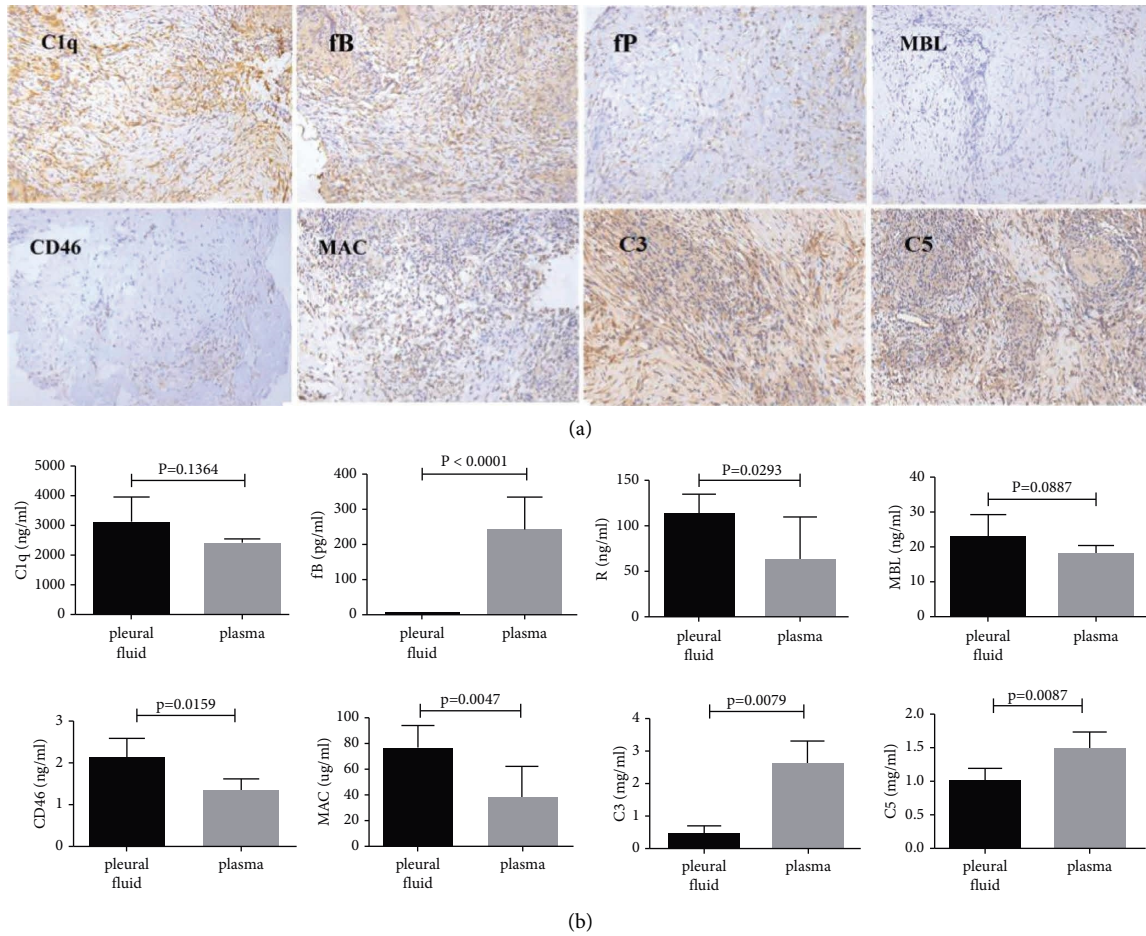 C1q
fB
fP
MBL
CD46
MAC
C3
C5
(a)
C1q (ng/ml)
5000
4000
3000
2000
1000
0
P=0.1364
pleural
fluid
plasma
fB (pg/ml)
400
300
200
100
0
P < 0.0001
pleural
fluid
plasma
R (ng/ml)
150
100
50
0
P=0.0293
pleural
fluid
plasma
MBL (ng/ml)
40
30
20
10
0
P=0.0887
pleural
fluid
plasma
CD46 (ng/ml)
3
2
1
0
p=0.0159
pleural
fluid
plasma
MAC (ug/ml)
100
80
60
40
20
0
p=0.0047
pleural
fluid
plasma
C3 (mg/ml)
4
3
2
1
0
p=0.0079
pleural
fluid
plasma
C5 (mg/ml)
2.0
1.5
1.0
0.5
0.0
p=0.0087
pleural
fluid
plasma
(b)